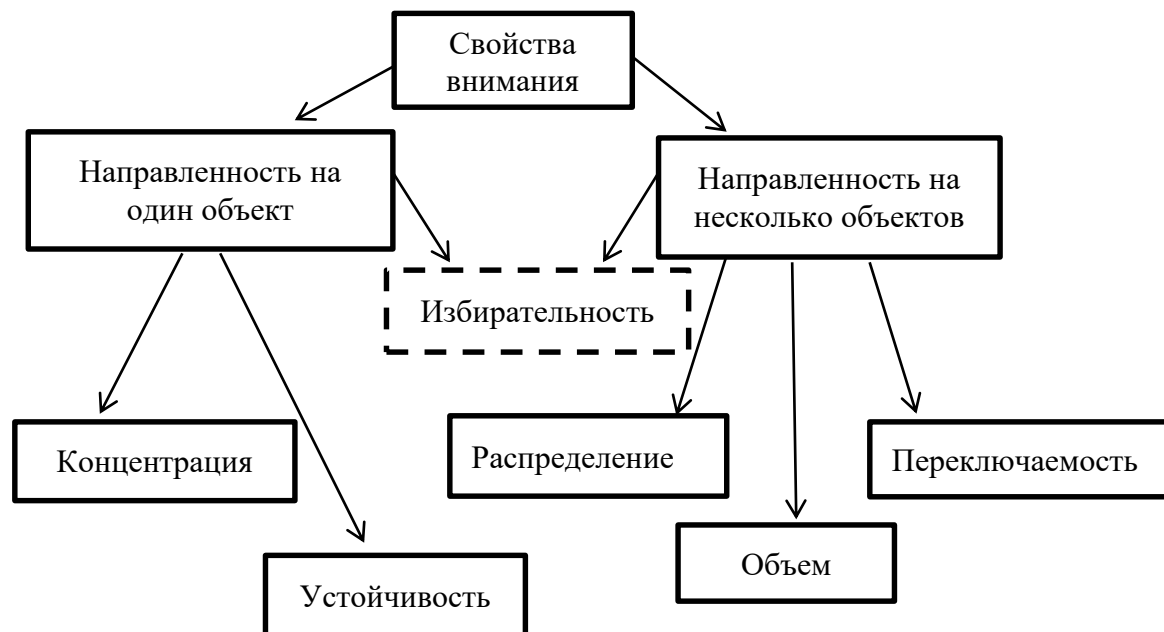 Свойства
внимания
Направленность на
один объект
Направленность на
несколько объектов
Избирательность
Концентрация
Распределение
Переключаемость
Объем
Устойчивость